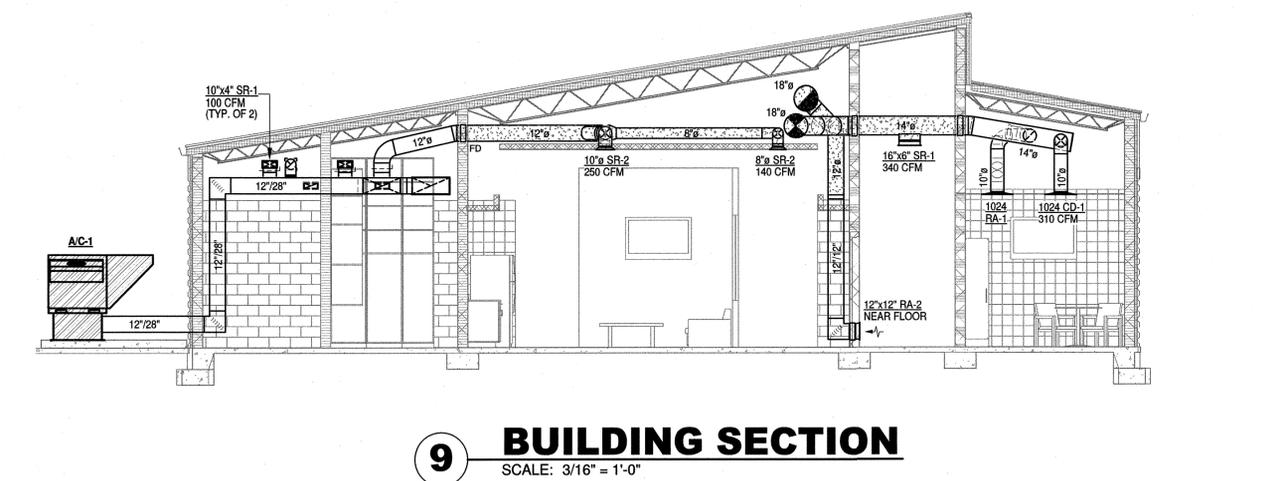 18"ø
10"x4" SR-1
100 CFM
(TYP. OF 2)
18"ø
12"ø
FD
12"ø
8"ø
14"ø
14"ø
10"ø SR-2
250 CFM
8"ø SR-2
140 CFM
16"x6" SR-1
340 CFM
12"ø
10"ø
10"ø
12"/28"
1024
RA-1
1024 CD-1
310 CFM
A/C-1
12"/28"
12"/12"
12"x12" RA-2
NEAR FLOOR
12"/28"
9
BUILDING SECTION
SCALE: 3/16" = 1'-0"